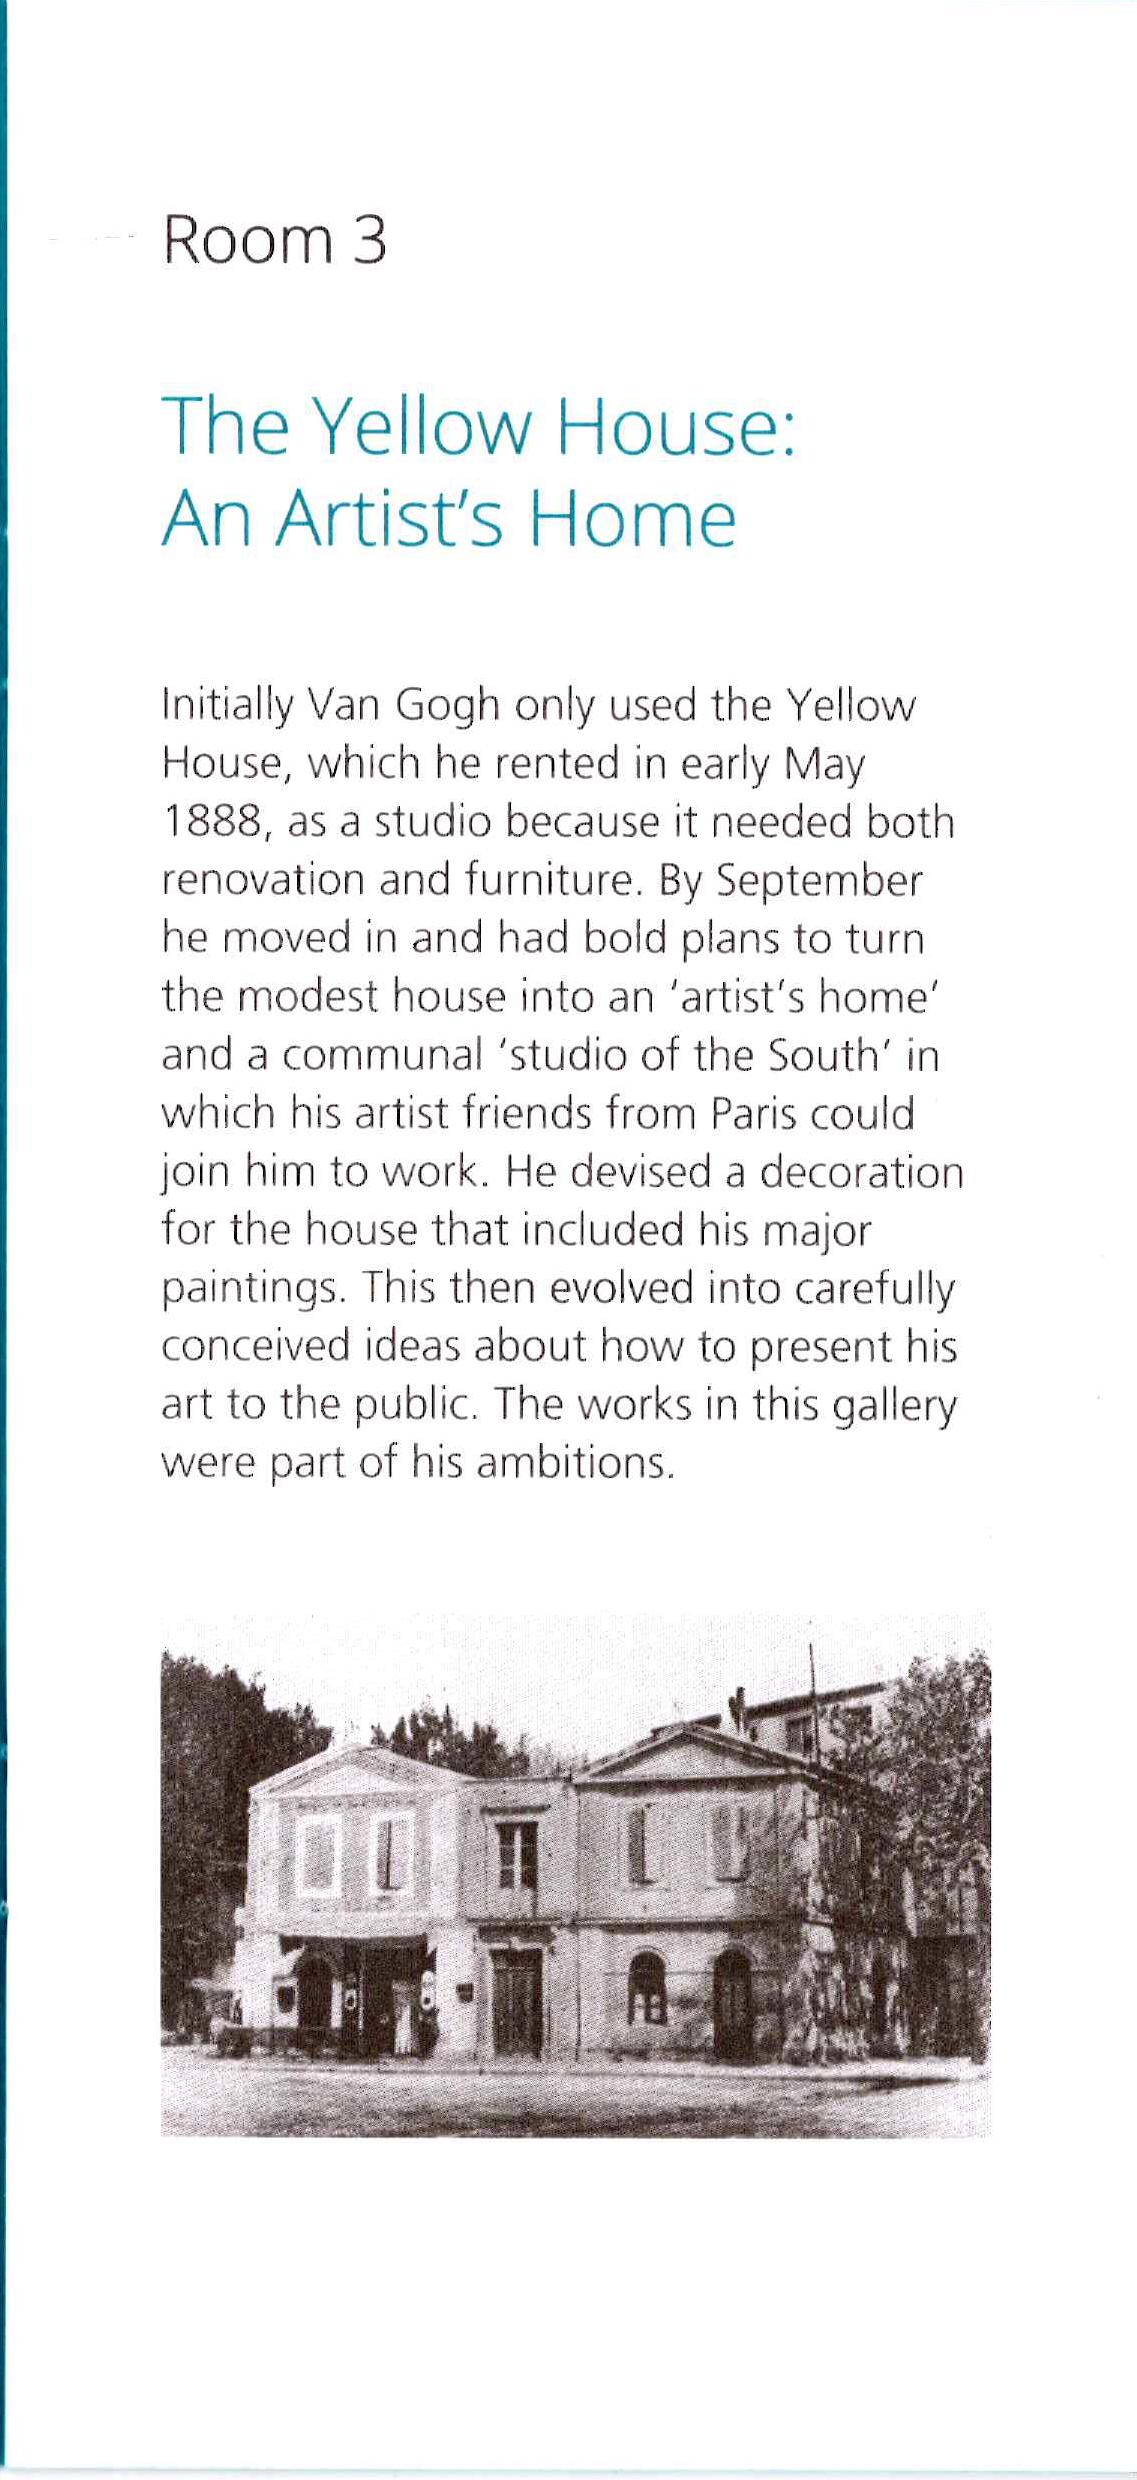 Room 3
The Yellow House:
An Artist’s Home
Initially Van Gogh only used the Yellow
House, which he rented in early May
1888, as a studio because it needed both
renovation and furniture. By September
he moved in and had bold plans to turn
the modest house into an ‘artist’s home’
and a communal ‘studio of the South’ in
which his artist friends from Paris could
join him to work. He devised a decoration
for the house that included his major
paintings. This then evolved into carefully
conceived ideas about how to present his
art to the public. The works in this gallery
were part of his ambitions.